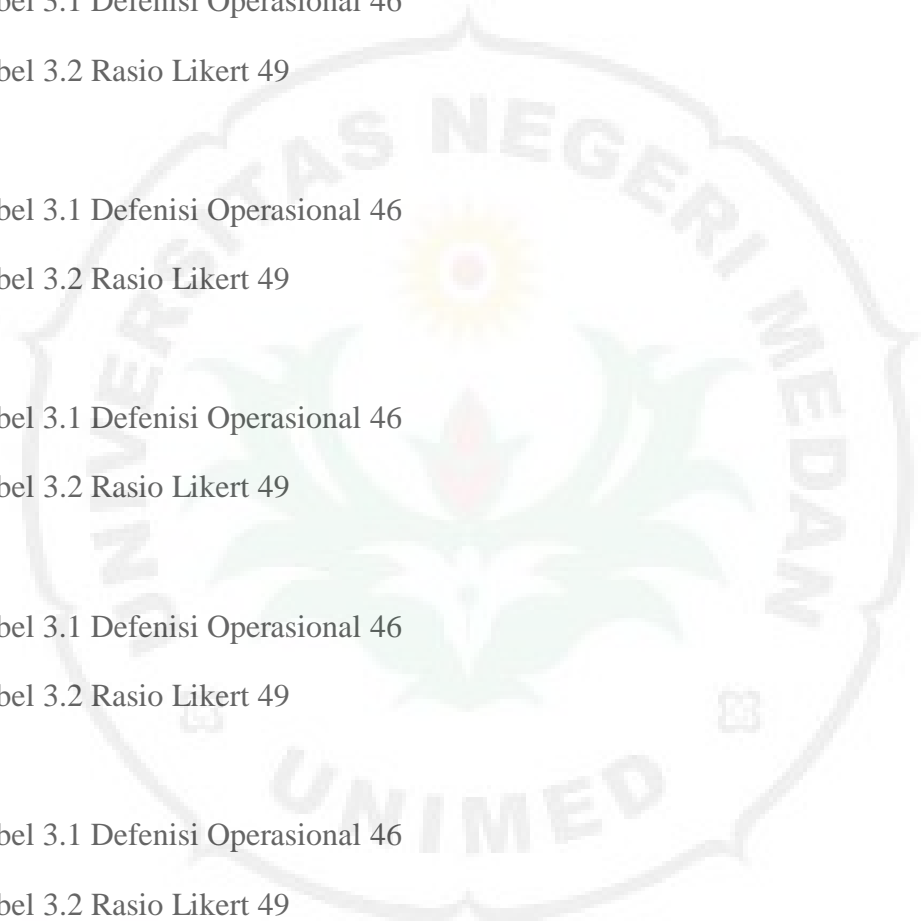 bel 3.1 Defenisi Operasional 46
bel 3.2 Rasio Likert 49
bel 3.1 Defenisi Operasional 46
bel 3.2 Rasio Likert 49
bel 3.1 Defenisi Operasional 46
bel 3.2 Rasio Likert 49
bel 3.1 Defenisi Operasional 46
bel 3.2 Rasio Likert 49
bel 3.1 Defenisi Operasional 46
bel 3.2 Rasio Likert 49
UNIVERSITAS NEGERI MEDAN
UNIMED